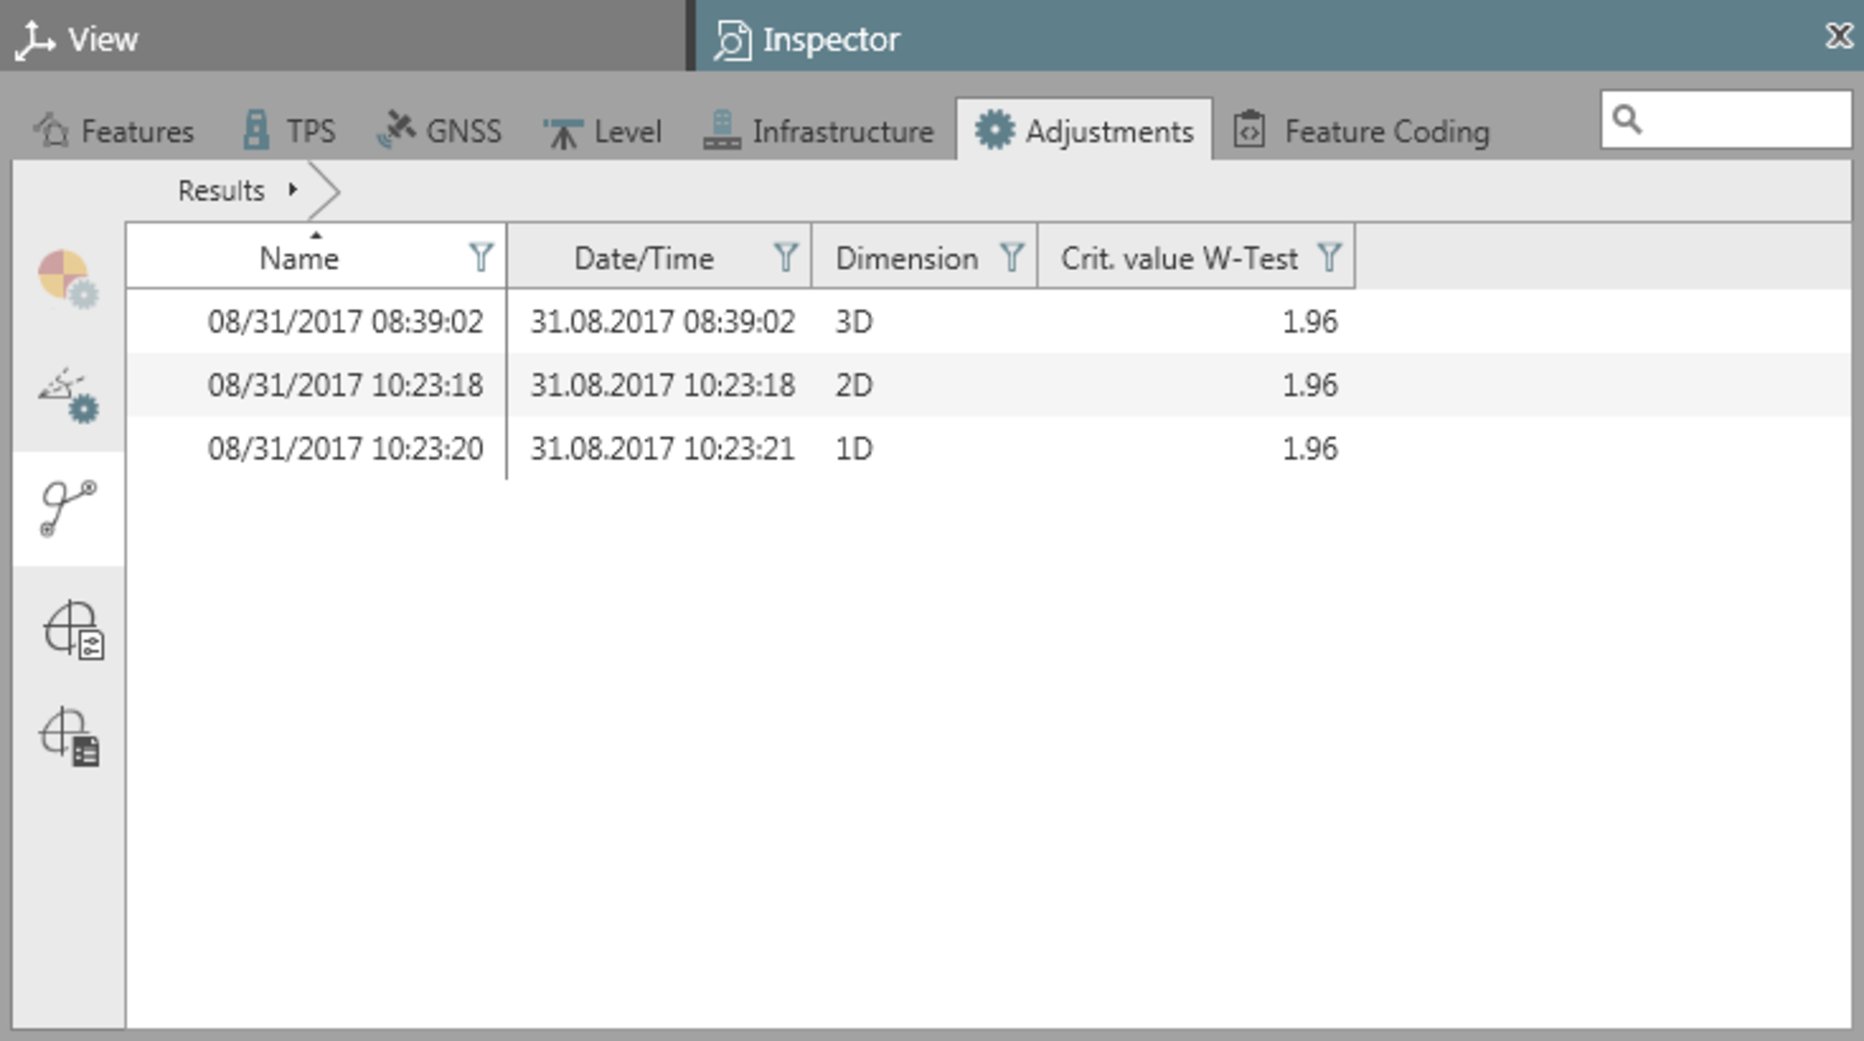 View
Inspector
Features TPS GNSS Level Infrastructure Adjustments Feature Coding
Results
Name Date/Time Dimension Crit. value W-Test
08/31/2017 08:39:02 31.08.2017 08:39:02 3D 1.96
08/31/2017 10:23:18 31.08.2017 10:23:18 2D 1.96
08/31/2017 10:23:20 31.08.2017 10:23:21 1D 1.96